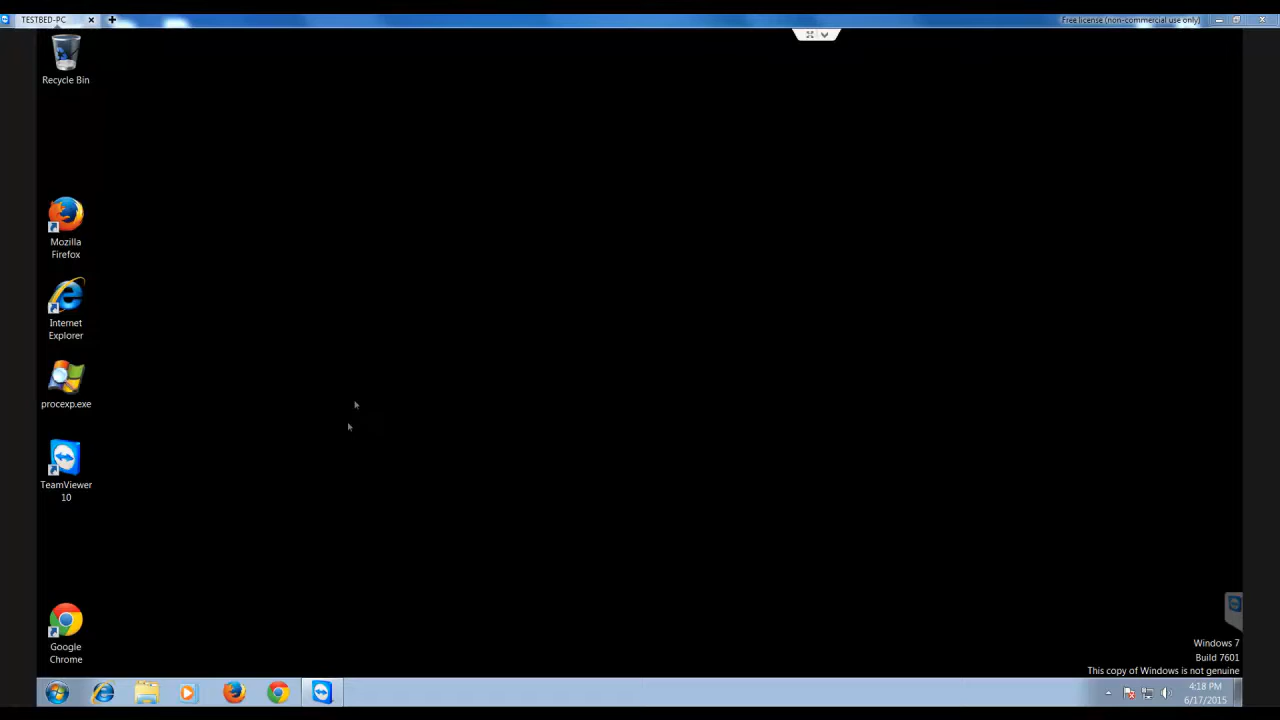 TESTBED-PC
Free license (non-commercial use only)
Recycle Bin
Mozilla
Firefox
Internet
Explorer
procexp.exe
TeamViewer
10
Google
Chrome
Windows 7
Build 7601
This copy of Windows is not genuine
4:18 PM
6/17/2015